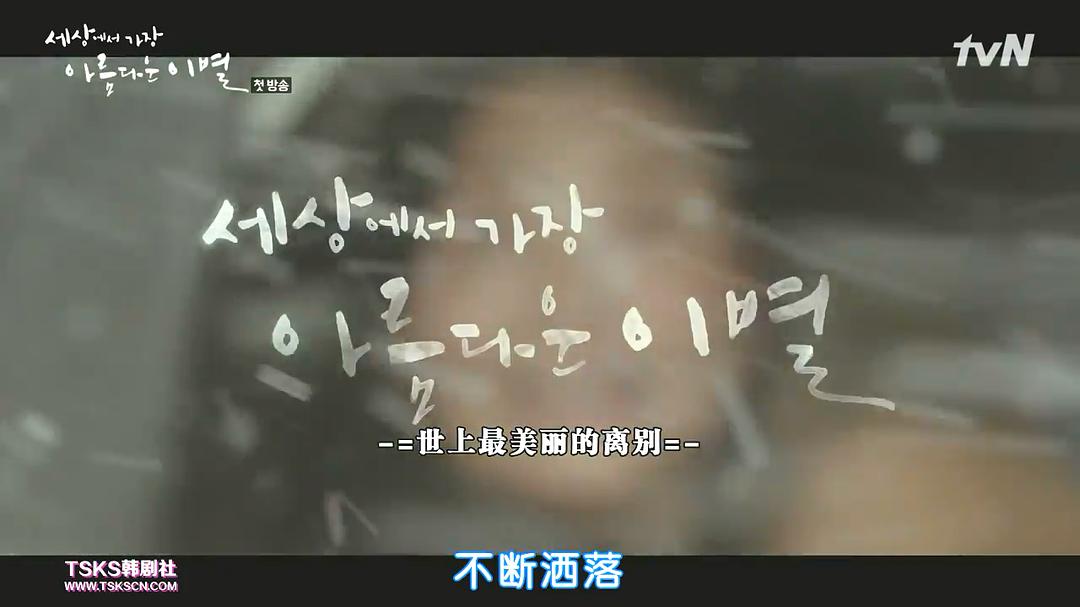 세상에서 가장
아름다운 이별
첫방송
tvN
세상에서 가장
아름다운 이별
-=世上最美丽的离别=-
不断洒落
TSKS韩剧社
WWW.TSKSCN.COM